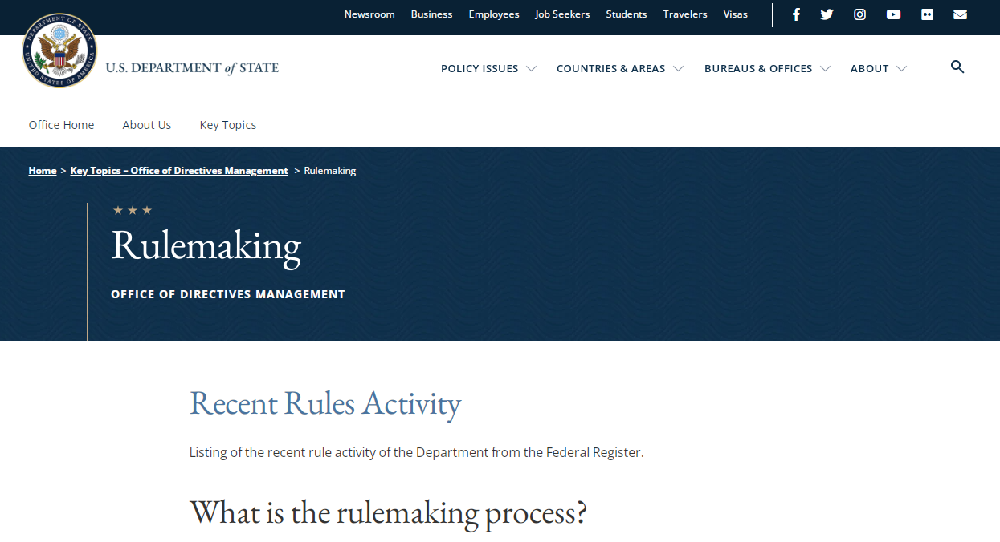 Newsroom Business Employees Job Seekers Students Travelers Visas
DEPARTMENT OF STATE
UNITED STATES OF AMERICA
U.S. DEPARTMENT of STATE
POLICY ISSUES COUNTRIES & AREAS BUREAUS & OFFICES ABOUT
Office Home About Us Key Topics
Home > Key Topics – Office of Directives Management > Rulemaking
Rulemaking
OFFICE OF DIRECTIVES MANAGEMENT
Recent Rules Activity
Listing of the recent rule activity of the Department from the Federal Register.
What is the rulemaking process?